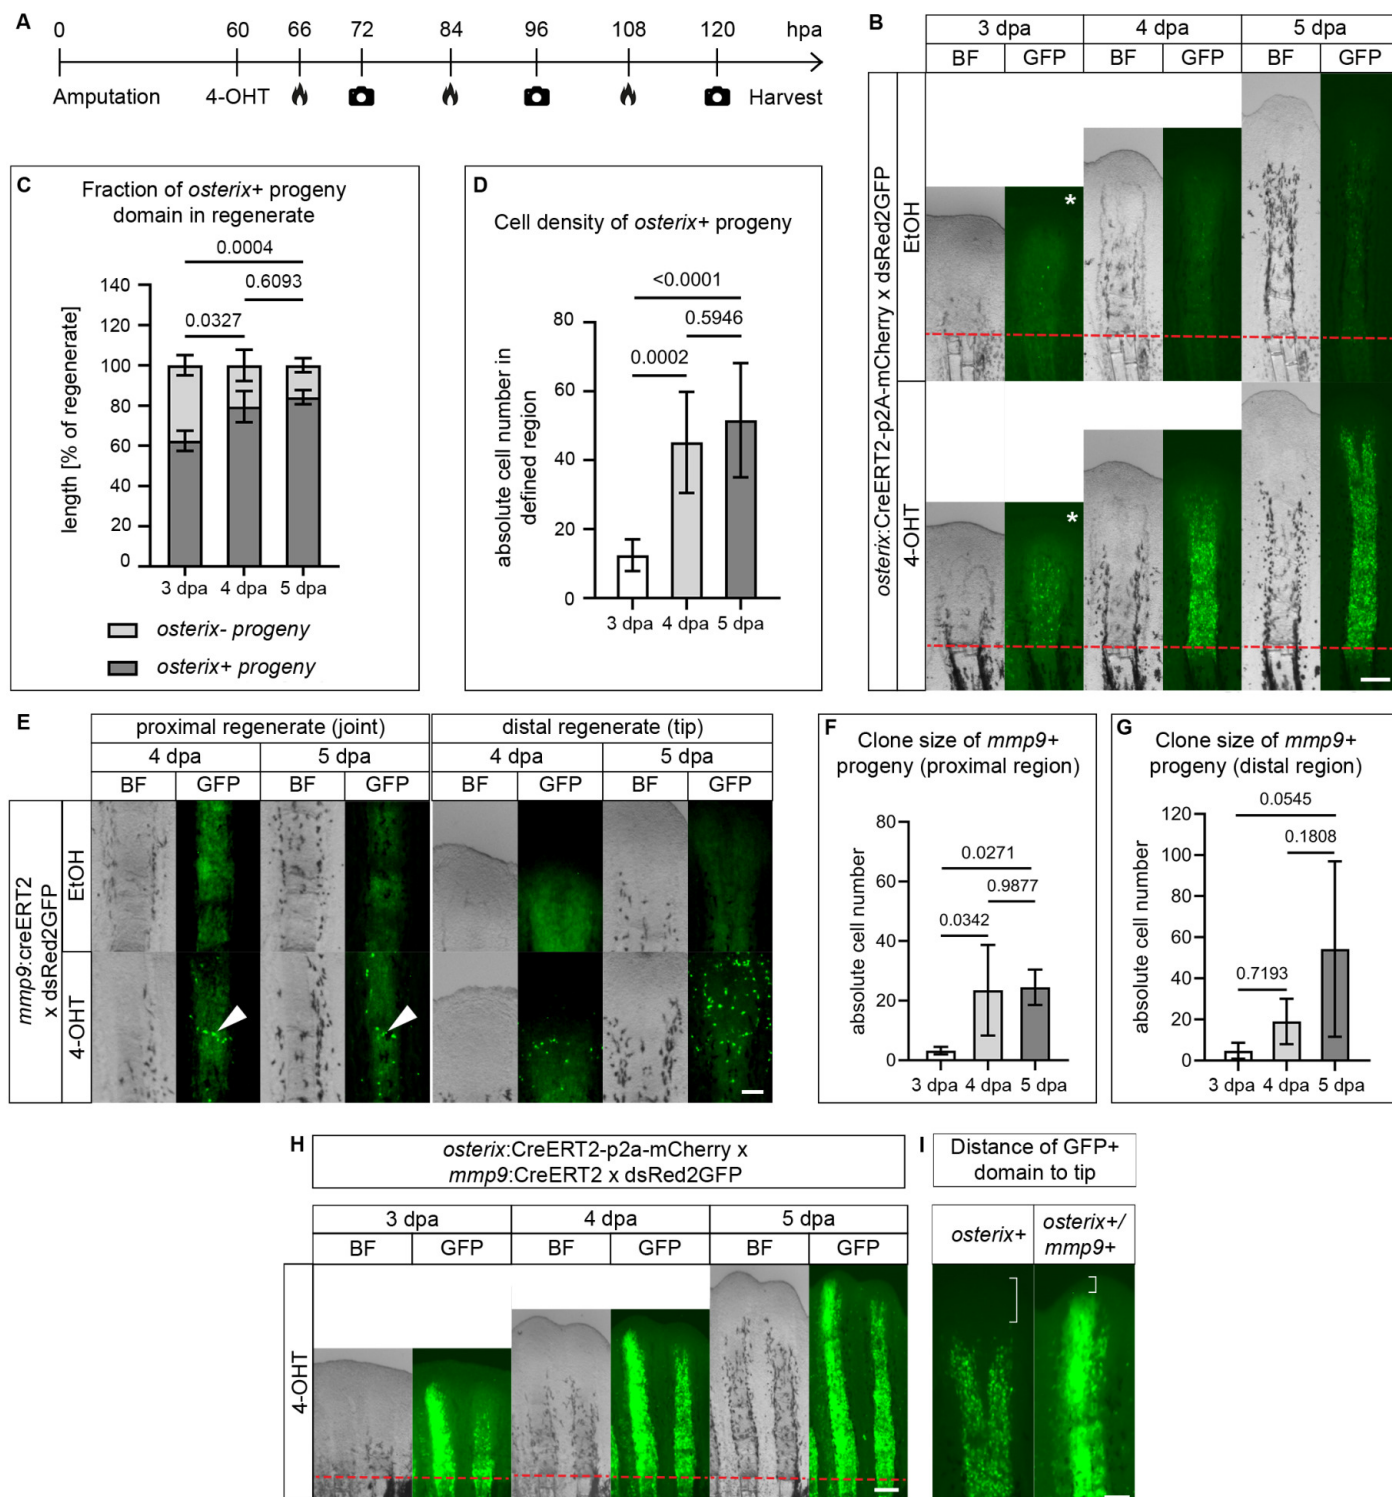 A
0 60 66 72 84 96 108 120 hpa
Amputation 4-OHT Harvest
B
3 dpa 4 dpa 5 dpa
BF GFP BF GFP BF GFP
osterix:CreERT2-p2A-mCherry x dsRed2GFP
EtOH
4-OHT
*
*
C
Fraction of osterix+ progeny
domain in regenerate
0.0004
0.6093
0.0327
length [% of regenerate]
140
120
100
80
60
40
20
0
3 dpa 4 dpa 5 dpa
osterix- progeny
osterix+ progeny
D
Cell density of osterix+ progeny
<0.0001
0.5946
0.0002
absolute cell number in
defined region
80
60
40
20
0
3 dpa 4 dpa 5 dpa
E
proximal regenerate (joint) distal regenerate (tip)
4 dpa 5 dpa 4 dpa 5 dpa
BF GFP BF GFP BF GFP BF GFP
mmp9:creERT2
x dsRed2GFP
EtOH
4-OHT
F
Clone size of mmp9+
progeny (proximal region)
0.0271
0.9877
0.0342
absolute cell number
80
60
40
20
0
3 dpa 4 dpa 5 dpa
G
Clone size of mmp9+
progeny (distal region)
0.0545
0.1808
0.7193
absolute cell number
120
100
80
60
40
20
0
3 dpa 4 dpa 5 dpa
H
osterix:CreERT2-p2a-mCherry x
mmp9:CreERT2 x dsRed2GFP
3 dpa 4 dpa 5 dpa
BF GFP BF GFP BF GFP
4-OHT
I
Distance of GFP+
domain to tip
osterix+ osterix+/
mmp9+